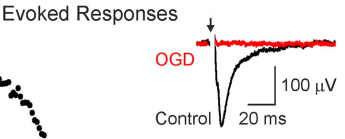 Evoked Responses
OGD
100 μV
Control
20 ms